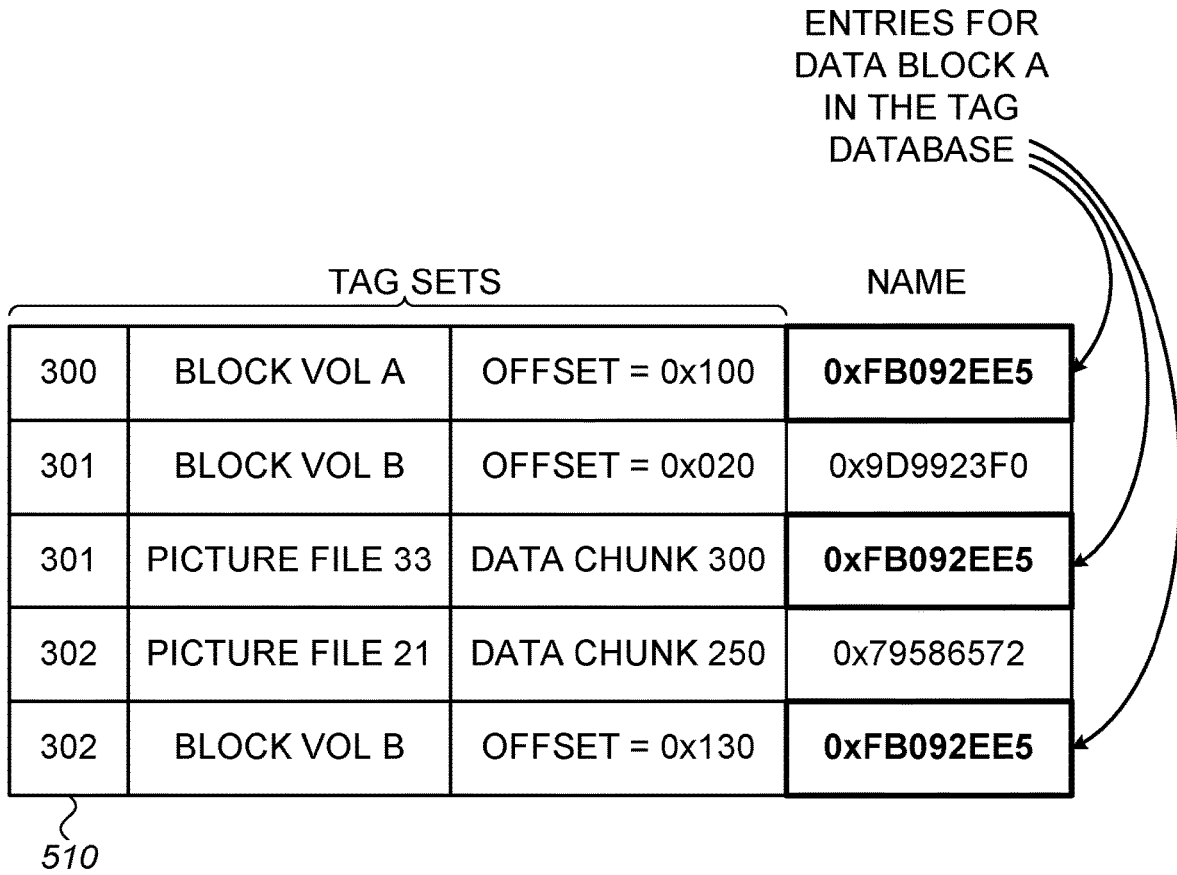 ENTRIES FOR
DATA BLOCK A
IN THE TAG
DATABASE
TAG SETS NAME
300 BLOCK VOL A OFFSET = 0x100 0xFB092EE5
301 BLOCK VOL B OFFSET = 0x020 0x9D9923F0
301 PICTURE FILE 33 DATA CHUNK 300 0xFB092EE5
302 PICTURE FILE 21 DATA CHUNK 250 0x79586572
302 BLOCK VOL B OFFSET = 0x130 0xFB092EE5
510